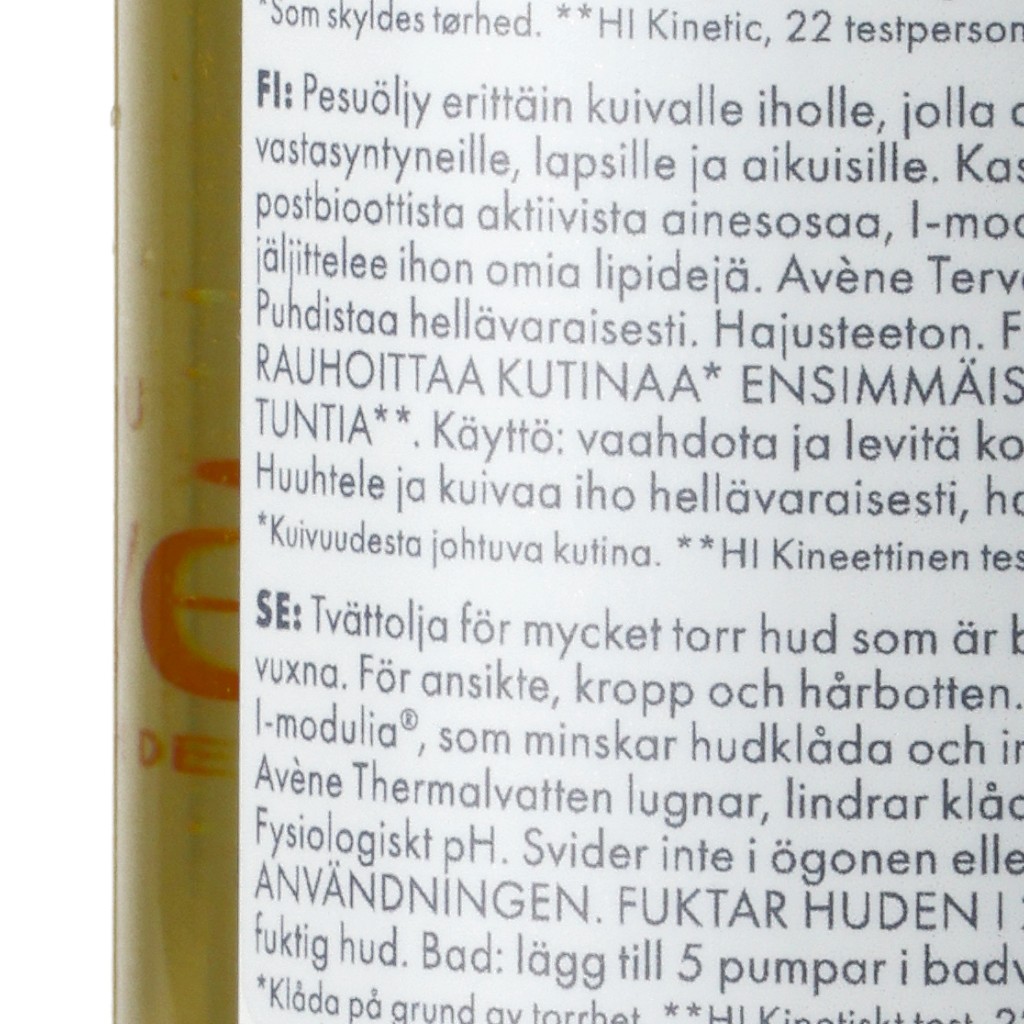 *Som skyldes tørhed. **HI Kinetic, 22 testperson
FI: Pesuöljy erittäin kuivalle iholle, jolla
vastasyntyneille, lapsille ja aikuisille. Kas
postbioottista aktiivista ainesosaa, I-mod
jäljittelee ihon omia lipidejä. Avène Terv
Puhdistaa hellävaraisesti. Hajusteeton. F
RAUHOITTAA KUTINAA* ENSIMMÄIS
TUNTIA**. Käyttö: vaahdota ja levitä ko
Huuhtele ja kuivaa iho hellävaraisesti, ha
*Kuivuudesta johtuva kutina. **HI Kineettinen tes
SE: Tvättolja för mycket torr hud som är b
vuxna. För ansikte, kropp och hårbotten.
I-modulia®, som minskar hudklåda och ir
Avène Thermalvatten lugnar, lindrar klåd
Fysiologiskt pH. Svider inte i ögonen elle
ANVÄNDNINGEN. FUKTAR HUDEN I
fuktig hud. Bad: lägg till 5 pumpar i badv
*Klåda på grund av torrhet. **HI Kinetiskt test, 2
DE